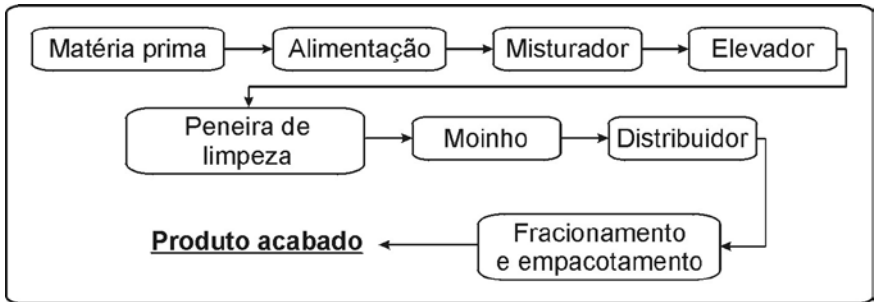 Matéria prima
Alimentação
Misturador
Elevador
Peneira de
limpeza
Moinho
Distribuidor
Fracionamento
e empacotamento
Produto acabado